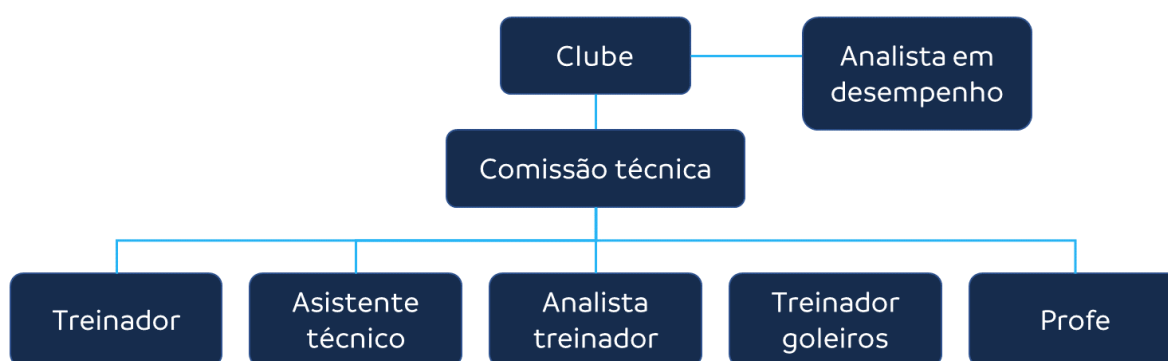 Clube
Analista em
desempenho
Comissão técnica
Treinador
Asistente
técnico
Analista
treinador
Treinador
goleiros
Profe